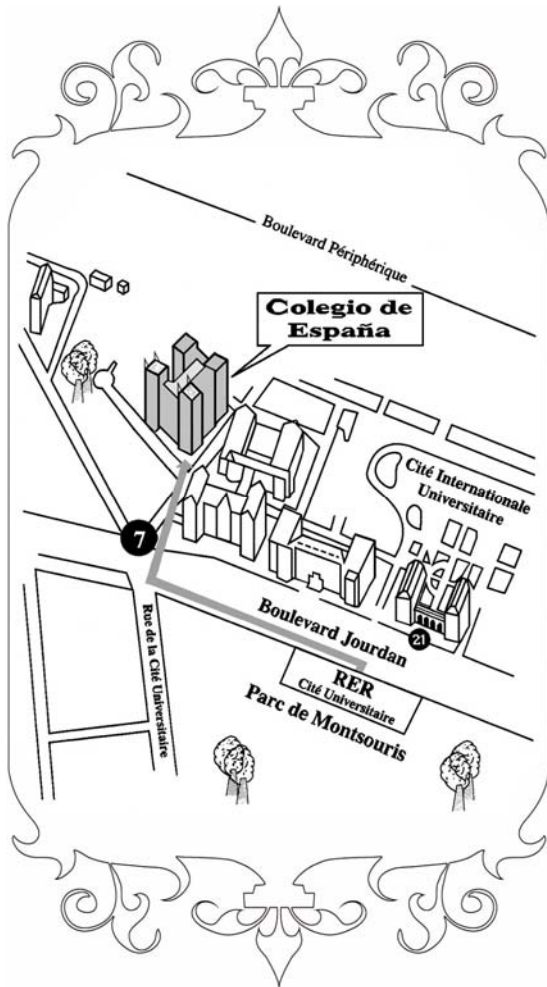 Boulevard Périphérique
Colegio de
España
Cité Internationale
Universitaire
7
Boulevard Jourdan
21
RER
Cité Universitaire
Parc de Montsouris
Rue de la Cité Universitaire